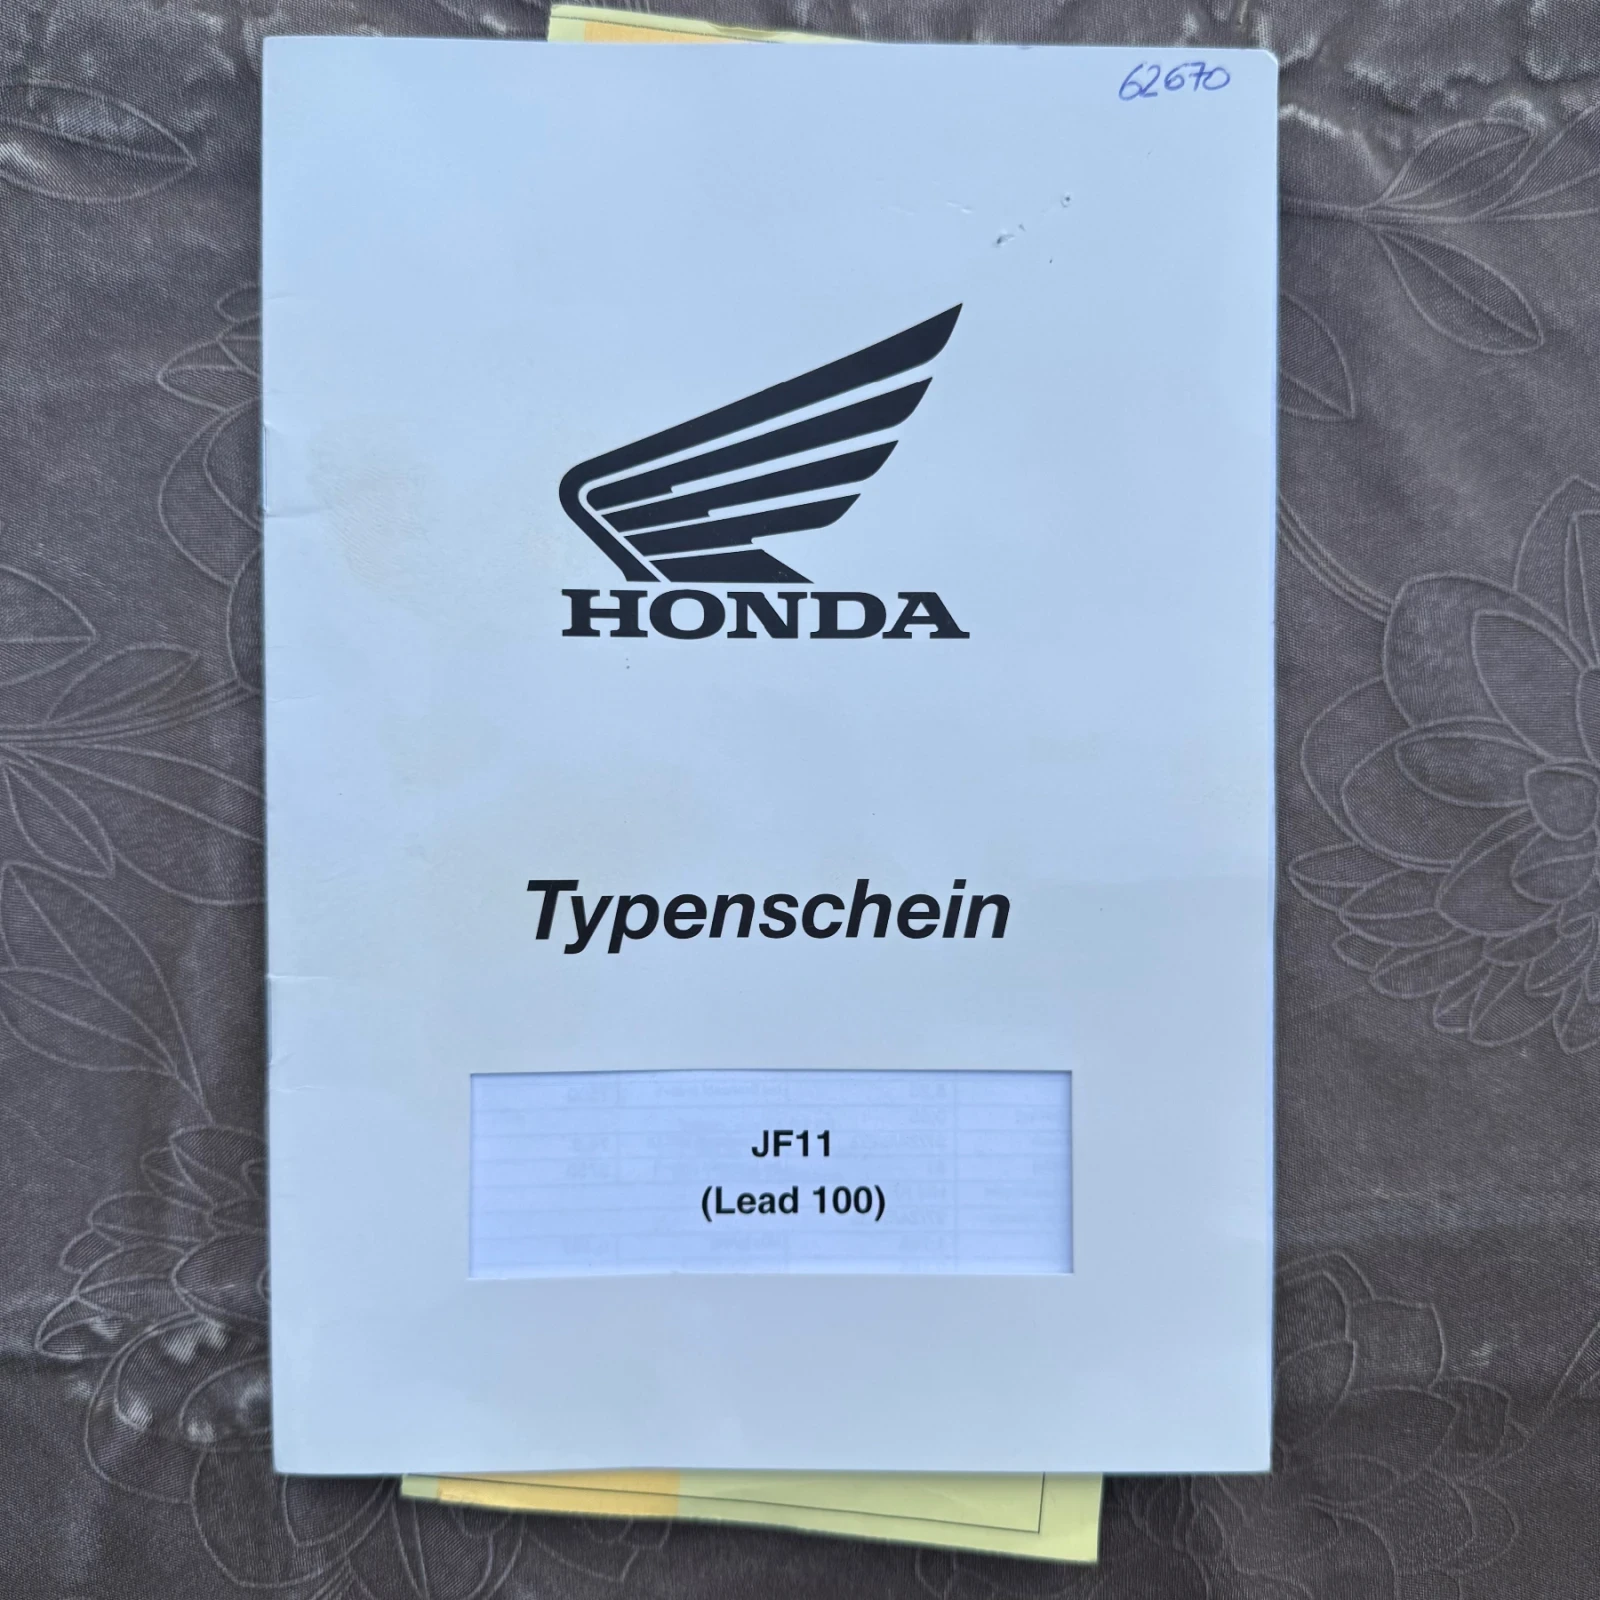 62670
HONDA
Typenschein
JF11
(Lead 100)